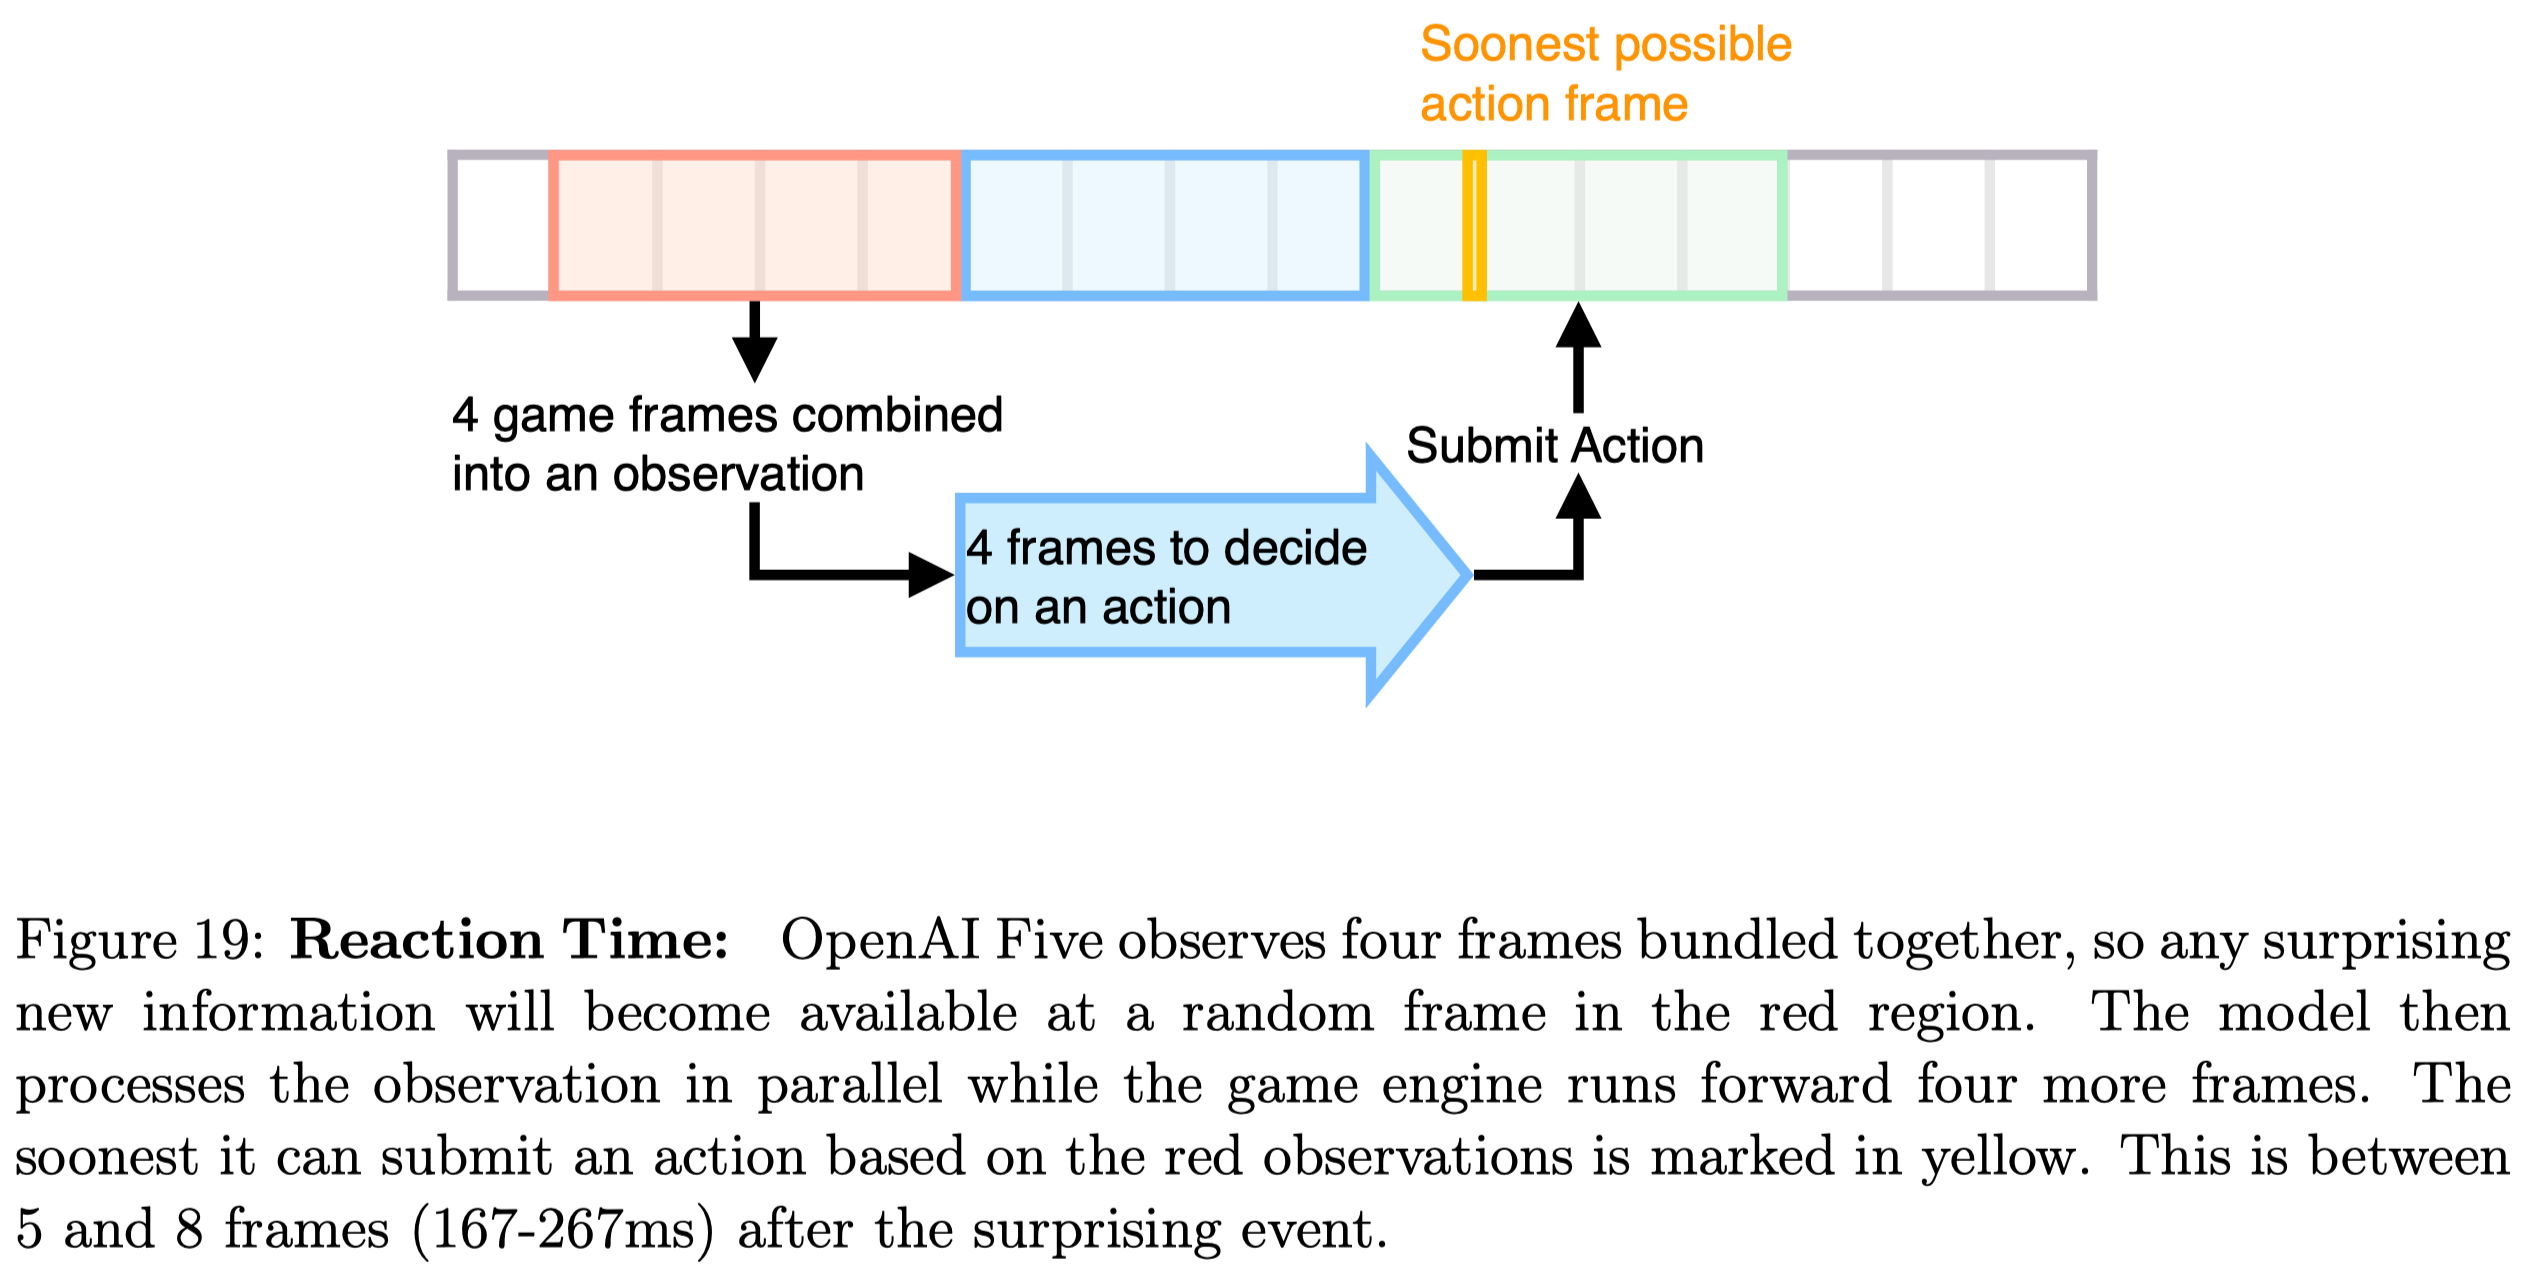 Soonest possible
action frame
4 game frames combined
into an observation
Submit Action
4 frames to decide
on an action
Figure 19: Reaction Time: OpenAI Five observes four frames bundled together, so any surprising
new information will become available at a random frame in the red region. The model then
processes the observation in parallel while the game engine runs forward four more frames. The
soonest it can submit an action based on the red observations is marked in yellow. This is between
5 and 8 frames (167-267ms) after the surprising event.